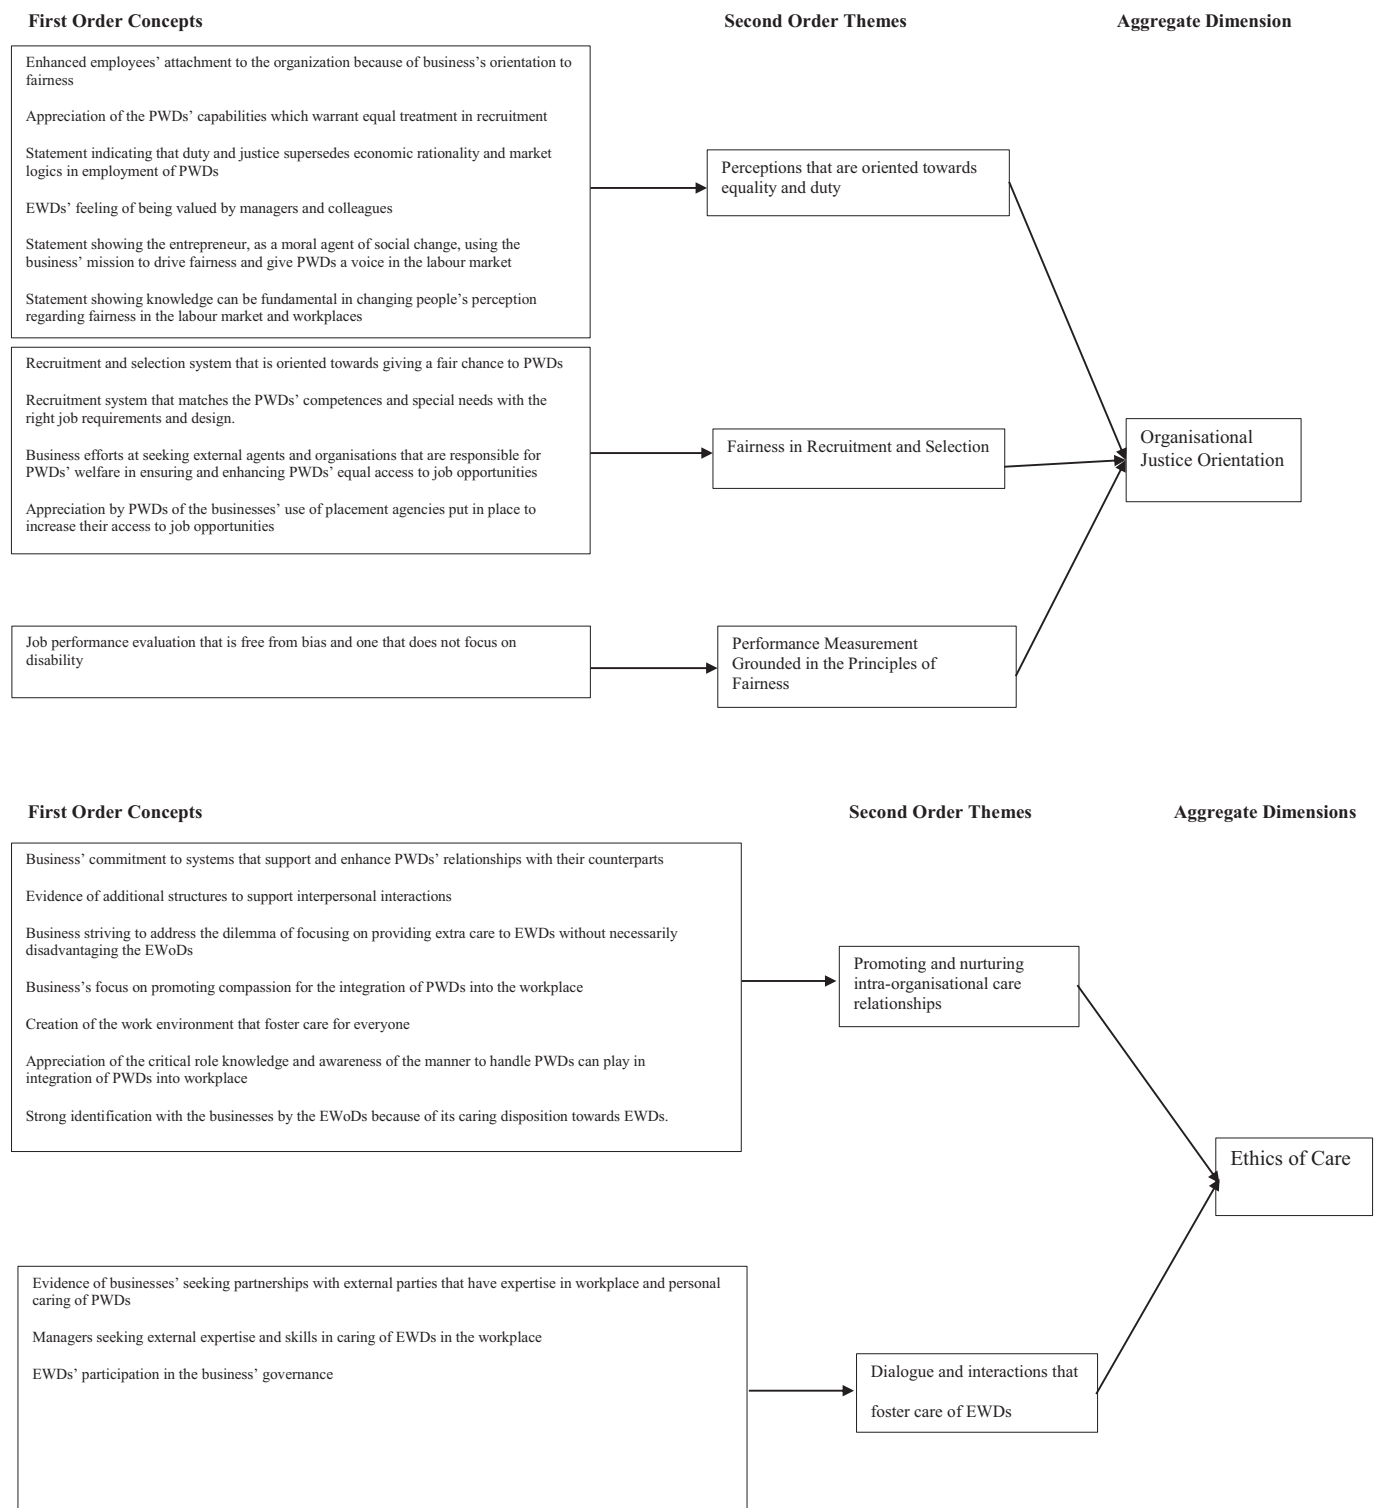 First Order Concepts
Second Order Themes
Aggregate Dimension
Enhanced employees’ attachment to the organization because of business’s orientation to
fairness
Appreciation of the PWDs’ capabilities which warrant equal treatment in recruitment
Statement indicating that duty and justice supersedes economic rationality and market
logics in employment of PWDs
EWDs’ feeling of being valued by managers and colleagues
Statement showing the entrepreneur, as a moral agent of social change, using the
business’ mission to drive fairness and give PWDs a voice in the labour market
Statement showing knowledge can be fundamental in changing people’s perception
regarding fairness in the labour market and workplaces
Perceptions that are oriented towards
equality and duty
Recruitment and selection system that is oriented towards giving a fair chance to PWDs
Recruitment system that matches the PWDs’ competences and special needs with the
right job requirements and design.
Business efforts at seeking external agents and organisations that are responsible for
PWDs’ welfare in ensuring and enhancing PWDs’ equal access to job opportunities
Appreciation by PWDs of the businesses’ use of placement agencies put in place to
increase their access to job opportunities
Fairness in Recruitment and Selection
Organisational
Justice Orientation
Job performance evaluation that is free from bias and one that does not focus on
disability
Performance Measurement
Grounded in the Principles of
Fairness
First Order Concepts
Second Order Themes
Aggregate Dimensions
Business’ commitment to systems that support and enhance PWDs’ relationships with their counterparts
Evidence of additional structures to support interpersonal interactions
Business striving to address the dilemma of focusing on providing extra care to EWDs without necessarily
disadvantaging the EWoDs
Business’s focus on promoting compassion for the integration of PWDs into the workplace
Creation of the work environment that foster care for everyone
Appreciation of the critical role knowledge and awareness of the manner to handle PWDs can play in
integration of PWDs into workplace
Strong identification with the businesses by the EWoDs because of its caring disposition towards EWDs.
Promoting and nurturing
intra-organisational care
relationships
Ethics of Care
Evidence of businesses’ seeking partnerships with external parties that have expertise in workplace and personal
caring of PWDs
Managers seeking external expertise and skills in caring of EWDs in the workplace
EWDs’ participation in the business’ governance
Dialogue and interactions that
foster care of EWDs